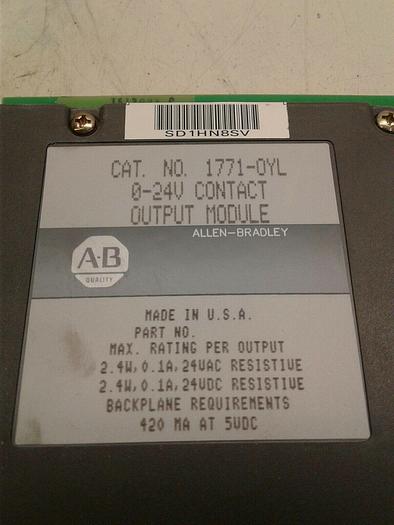 SD1HN8SV
CAT. NO. 1771-OYL
0-24V CONTACT
OUTPUT MODULE
ALLEN-BRADLEY
A-B
QUALITY
MADE IN U.S.A.
PART NO.
MAX. RATING PER OUTPUT
2.4W, 0.1A, 24VAC RESISTIVE
2.4W, 0.1A, 24VDC RESISTIVE
BACKPLANE REQUIREMENTS
420 MA AT 5VDC